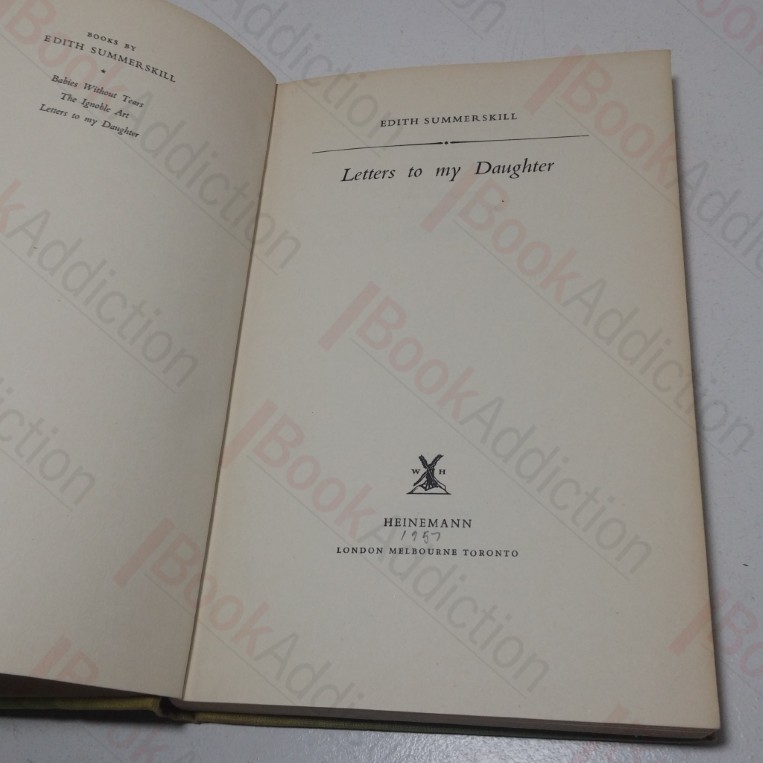 BOOKS BY
EDITH SUMMERSKILL
Babies Without Tears
The Ignoble Art
Letters to my Daughter
EDITH SUMMERSKILL
Letters to my Daughter
W H
HEINEMANN
1957
LONDON MELBOURNE TORONTO
BookAddiction